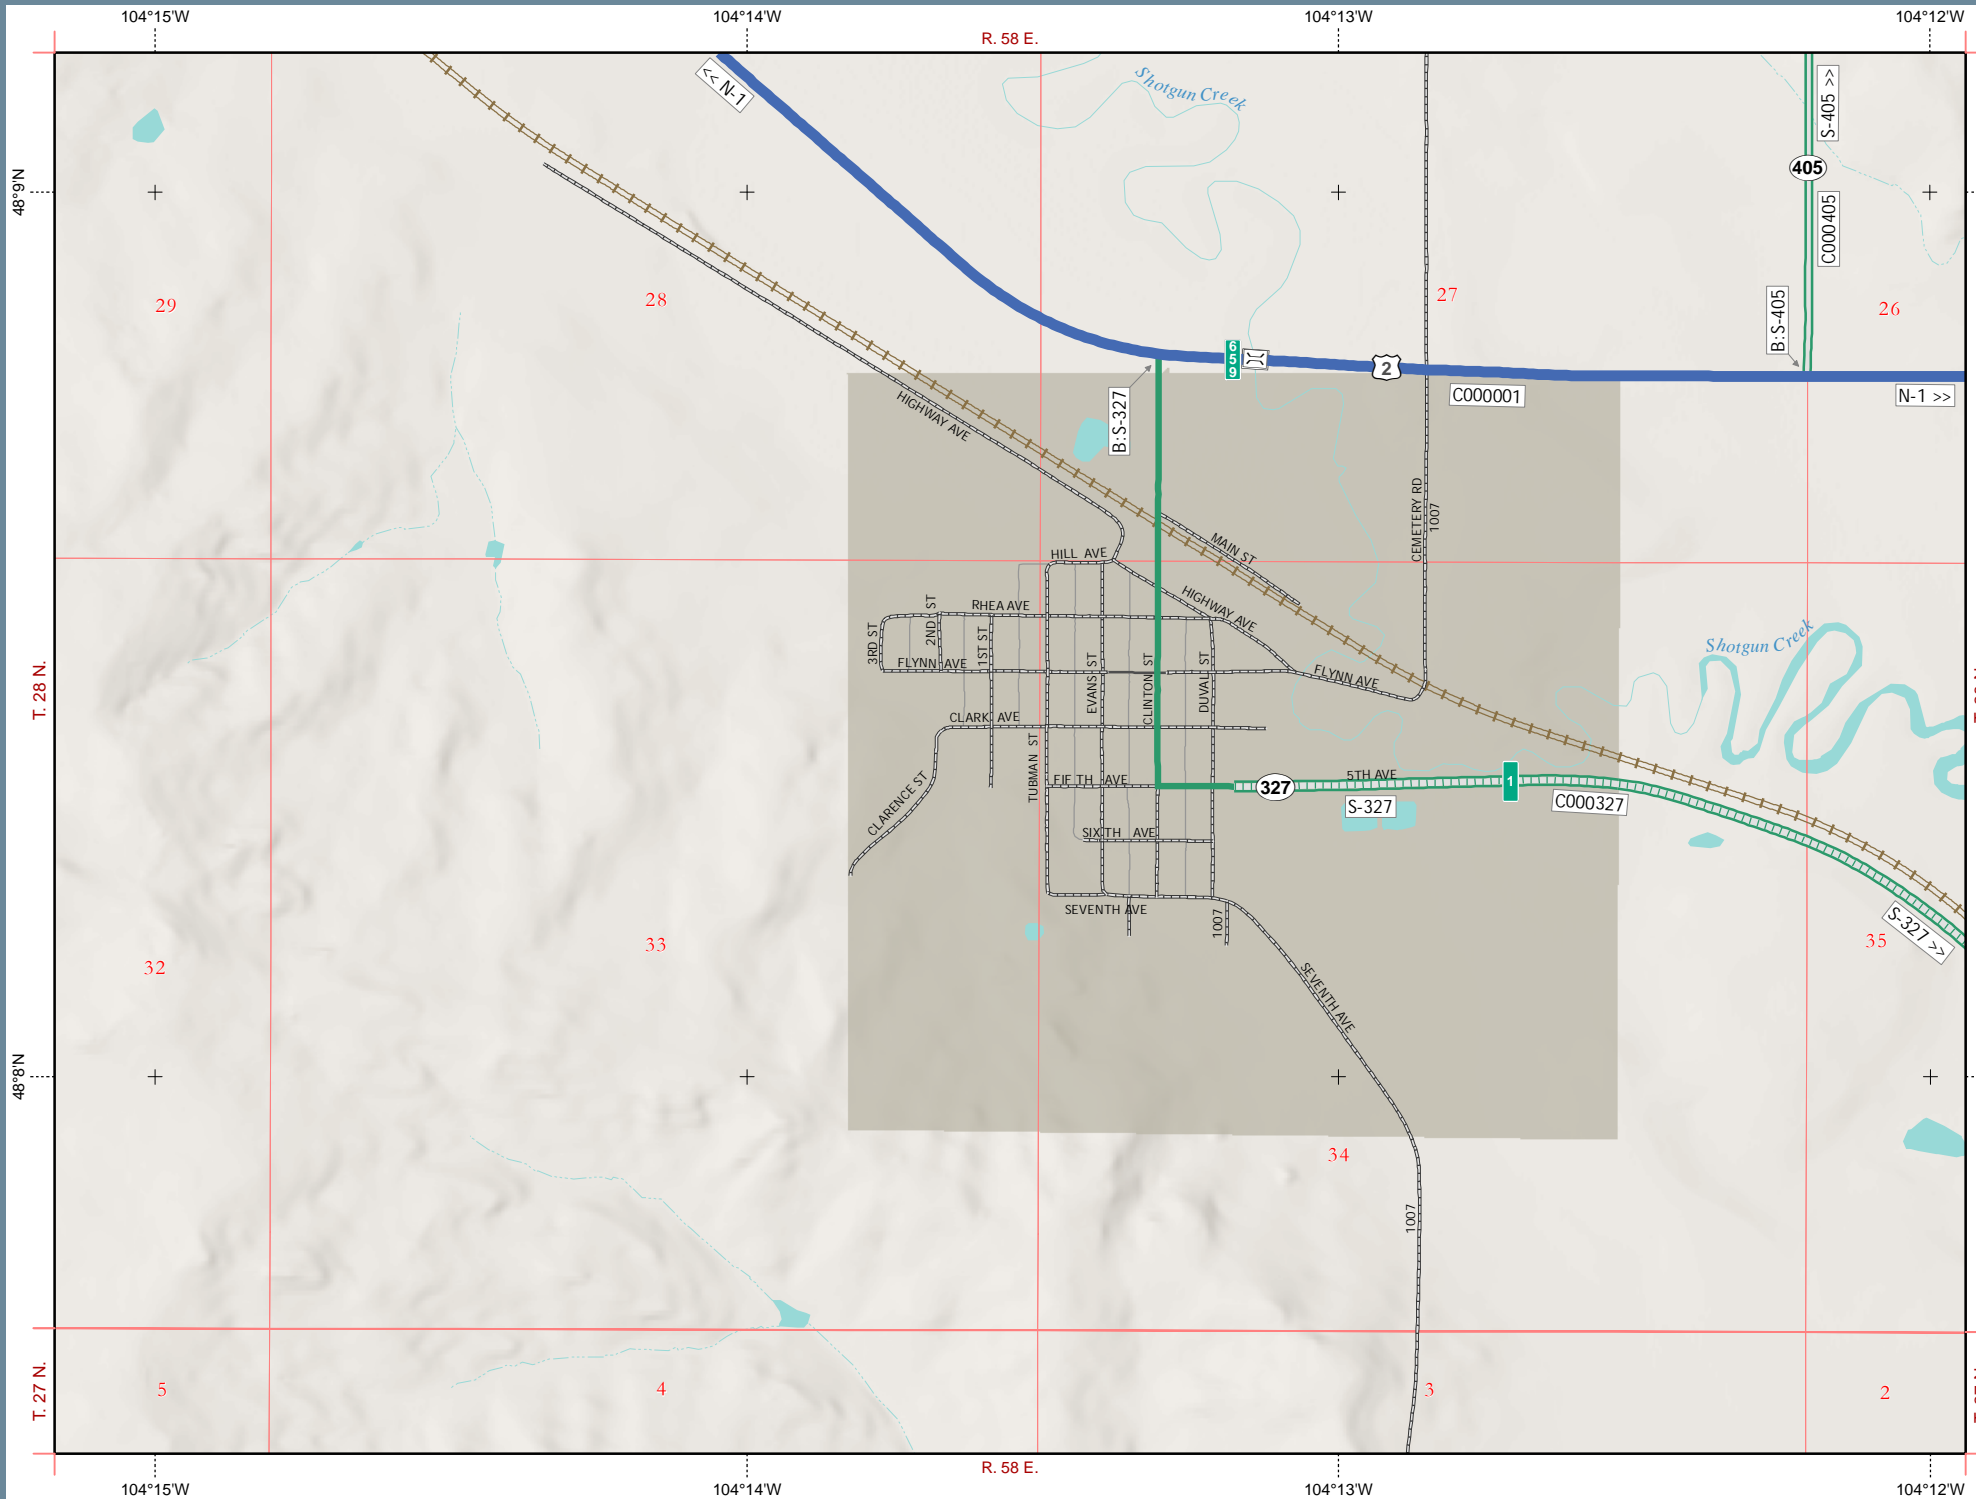 104°15'W
104°14'W
104°13'W
104°12'W
R. 58 E.
<< N-1
Shotgun Creek
S-405 >>
405
C000405
48°9'N
29
28
27
26
B:S-405
6
5
9
2
C000001
N-1 >>
HIGHWAY AVE
B:S-327
CEMETERY RD
1007
MAIN ST
HILL AVE
HIGHWAY AVE
RHEA AVE
2ND ST
3RD ST
1ST ST
FLYNN AVE
EVANS ST
CLINTON ST
DUVAL ST
FLYNN AVE
Shotgun Creek
T. 28 N.
CLARK AVE
TUBMAN ST
CLARENCE ST
FIFTH AVE
327
5TH AVE
1
S-327
C000327
SIXTH AVE
SEVENTH AVE
1007
S-327 >>
32
33
35
SEVENTH AVE
48°8'N
34
1007
T. 27 N.
5
4
3
2
R. 58 E.
104°15'W
104°14'W
104°13'W
104°12'W